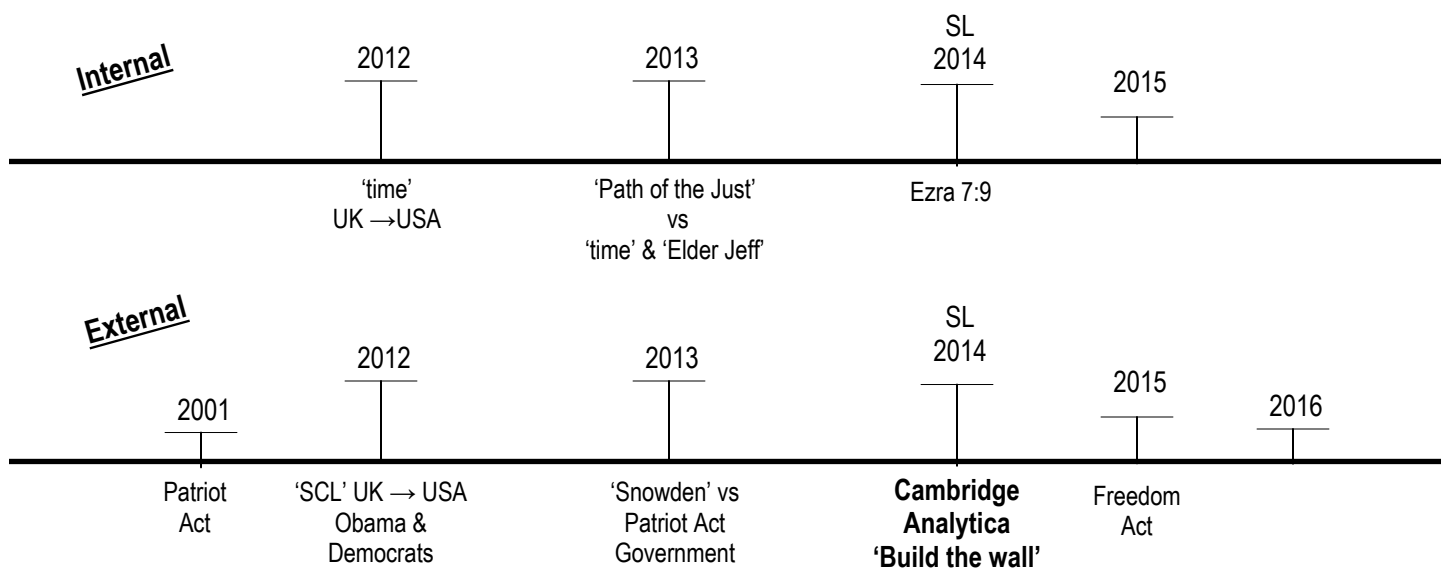 Internal
2012
2013
SL
2014
2015
‘time’
UK →USA
‘Path of the Just’
vs
‘time’ & ‘Elder Jeff’
Ezra 7:9
External
2001
2012
2013
SL
2014
2015
2016
Patriot
Act
‘SCL’ UK → USA
Obama &
Democrats
‘Snowden’ vs
Patriot Act
Government
Cambridge
Analytica
‘Build the wall’
Freedom
Act